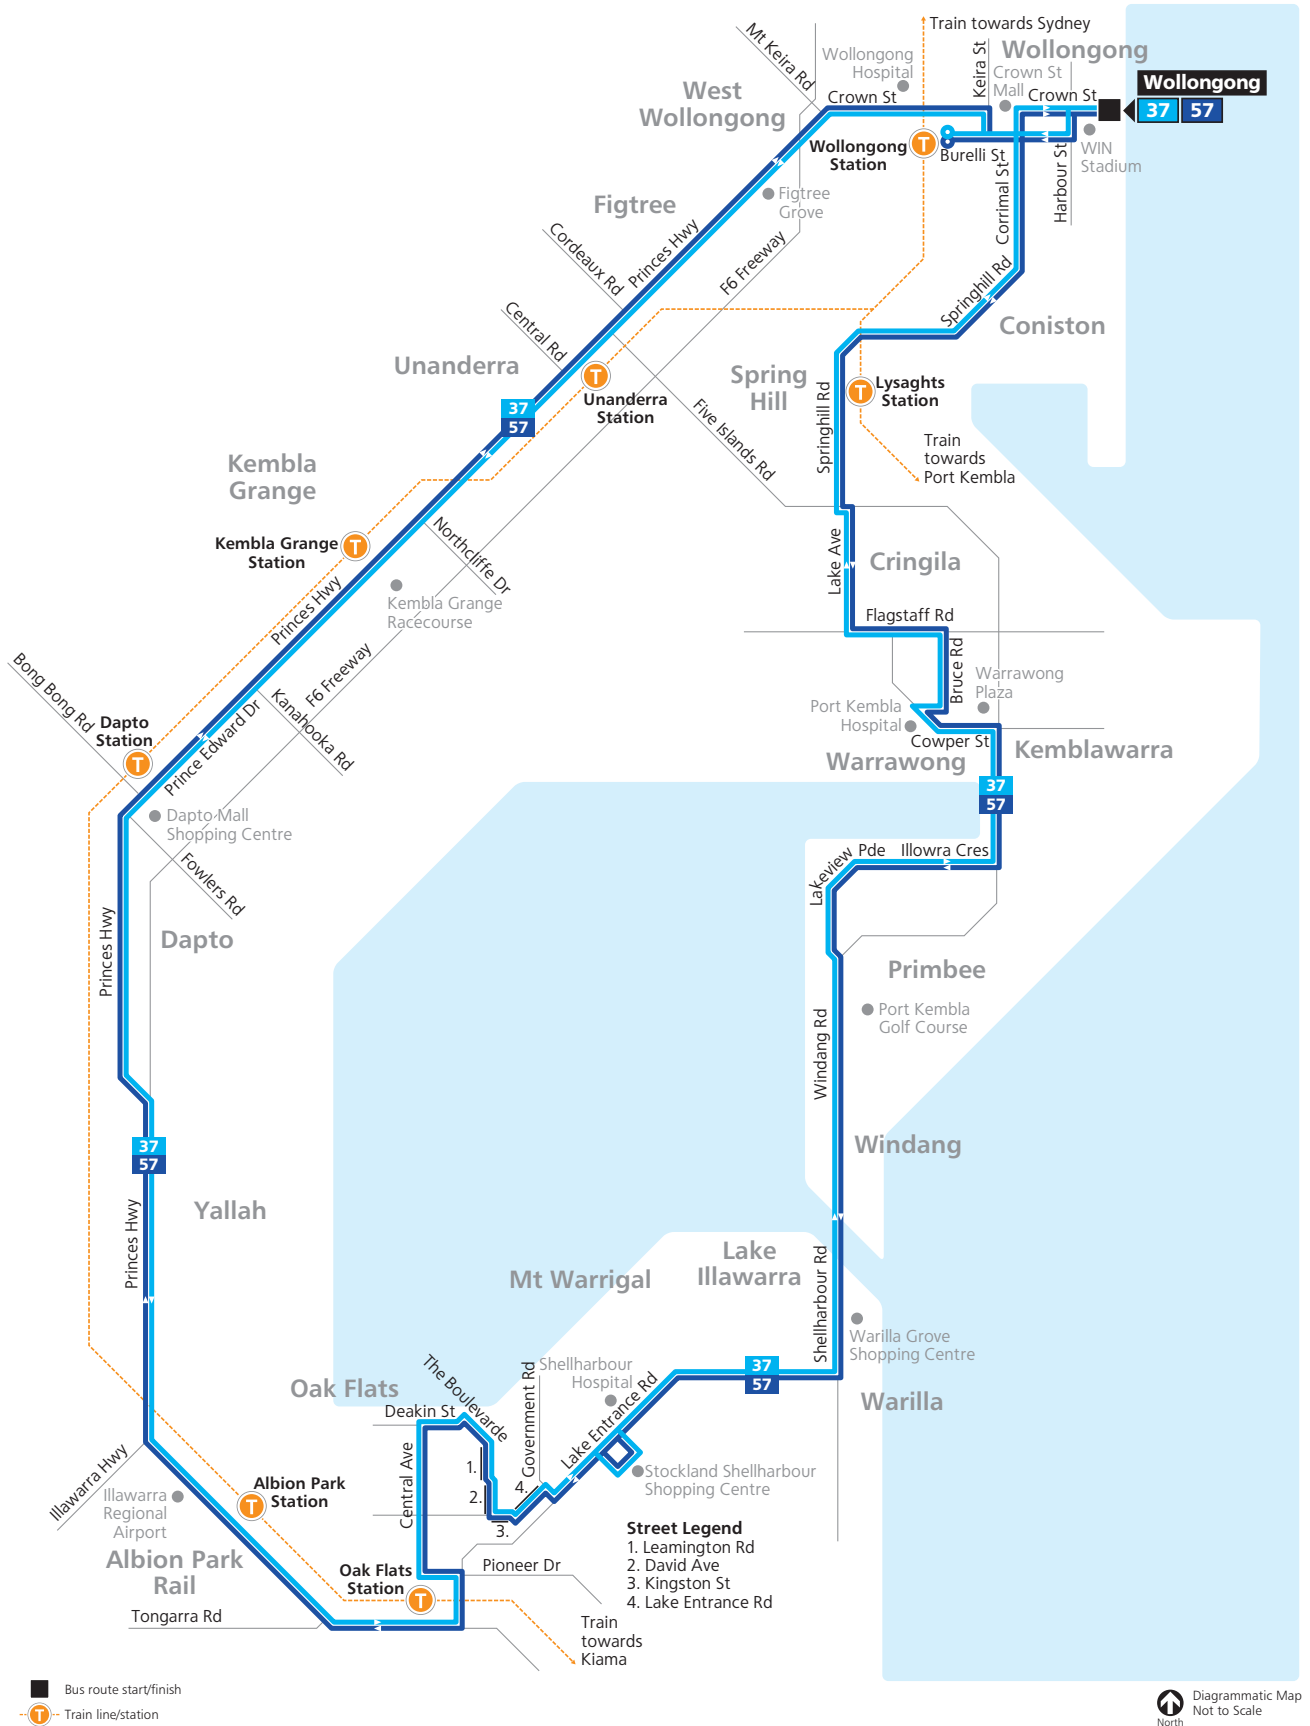 Train towards Sydney
Mt Keira Rd
Wollongong
Hospital
Keira St
Wollongong
Crown St
Mall
West
Wollongong
Crown St
Crown St
Wollongong
37 57
Wollongong
Station
Burelli St
WIN
Stadium
Harbour St
Corrimal St
Figtree
Grove
Figtree
Cordeaux Rd
Princes Hwy
F6 Freeway
Springhill Rd
Coniston
Central Rd
Unanderra
Unanderra
Station
37
57
Spring
Hill
Lysaghts
Station
Springhill Rd
Five Islands Rd
Train
towards
Port Kembla
Kembla
Grange
Kembla Grange
Station
Northcliffe Dr
Kembla Grange
Racecourse
Princes Hwy
Lake Ave
Cringila
Flagstaff Rd
Bruce Rd
Warrawong
Plaza
Port Kembla
Hospital
Cowper St
Warrawong
Kemblawarra
37
57
Bong Bong Rd
Dapto
Station
Prince Edward Dr
Kanahooka Rd
F6 Freeway
Dapto Mall
Shopping Centre
Fowlers Rd
Dapto
Princes Hwy
Lakeview Pde
Illowra Cres
Primbee
Port Kembla
Golf Course
Windang Rd
Windang
37
57
Yallah
Princes Hwy
Lake
Illawarra
Mt Warrigal
Shellharbour Rd
Warilla Grove
Shopping Centre
Warilla
37
57
Shellharbour
Hospital
Lake Entrance Rd
Government Rd
The Boulevarde
Oak Flats
Deakin St
Central Ave
1.
2.
3.
4.
Stockland Shellharbour
Shopping Centre
Illawarra Hwy
Illawarra
Regional
Airport
Albion Park
Station
Albion Park
Rail
Oak Flats
Station
Pioneer Dr
Tongarra Rd
Train
towards
Kiama
Street Legend
1. Leamington Rd
2. David Ave
3. Kingston St
4. Lake Entrance Rd
Bus route start/finish
T Train line/station
North
Diagrammatic Map
Not to Scale